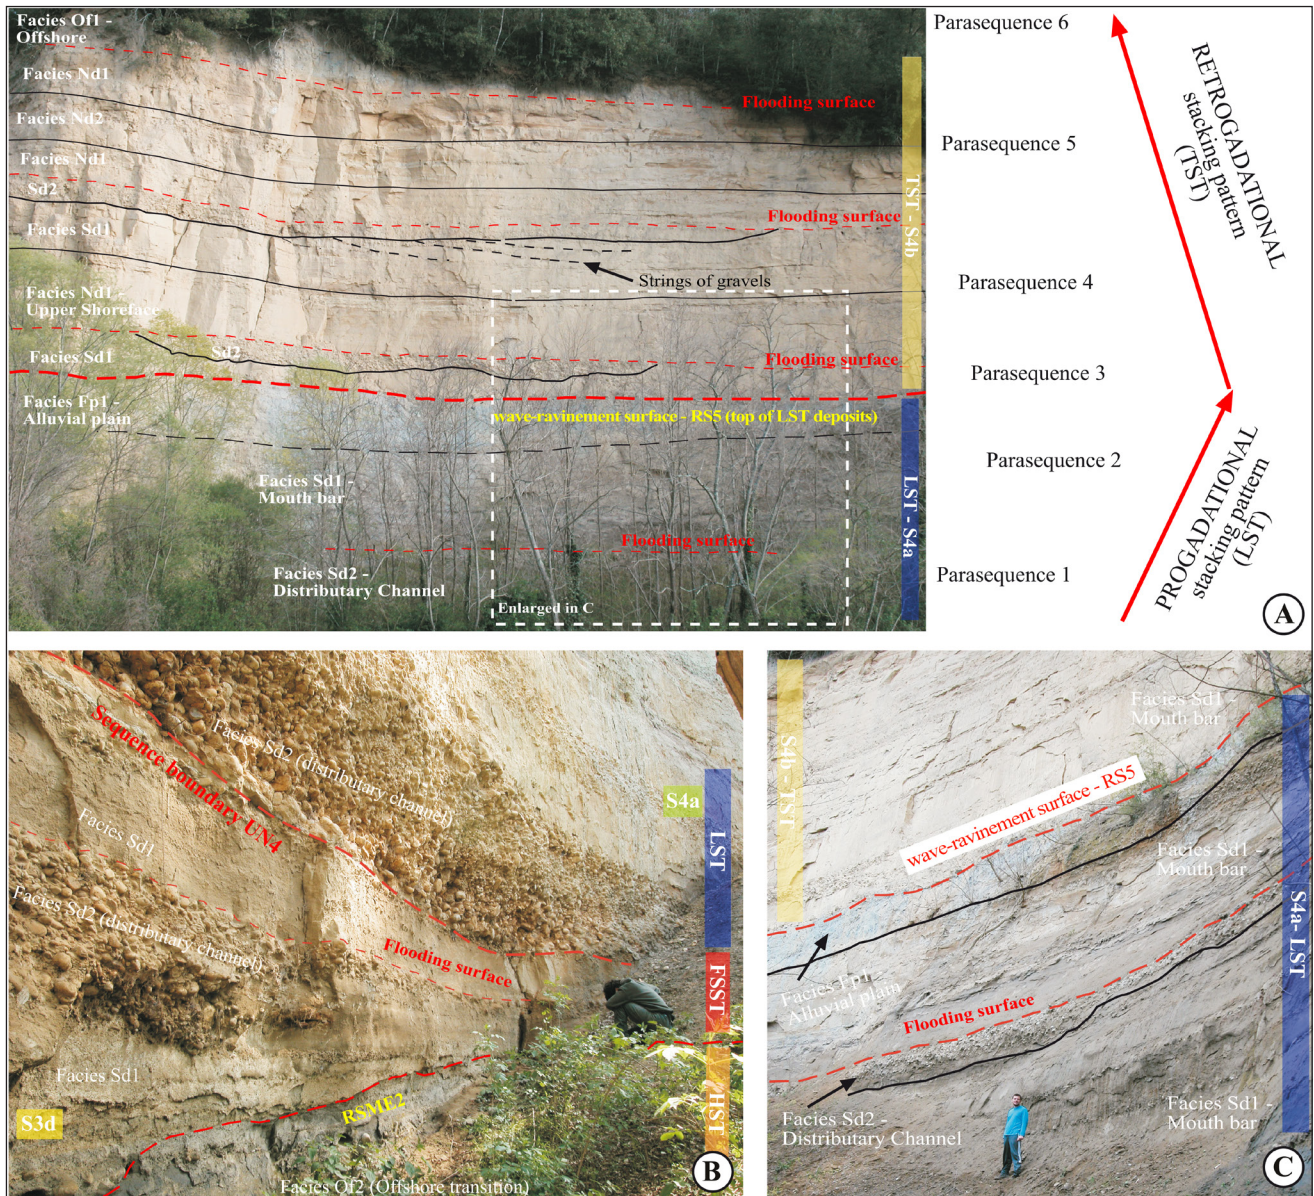 Facies Of1 -
Offshore
Facies Nd1
Flooding surface
Facies Nd2
Facies Nd1
Sd2
Flooding surface
Facies Sd1
Strings of gravels
Facies Nd1 -
Upper Shoreface
Sd2
Facies Sd1
Flooding surface
Facies Fp1 -
Alluvial plain
wave-ravinement surface - RS5 (top of LST deposits)
Facies Sd1 -
Mouth bar
Flooding surface
Facies Sd2 -
Distributary Channel
Enlarged in C
TST - S4b
LST - S4a
Parasequence 6
Parasequence 5
Parasequence 4
Parasequence 3
Parasequence 2
Parasequence 1
RETROGADATIONAL
stacking pattern
(TST)
PROGADATIONAL
stacking pattern
(LST)
A
Sequence boundary UN4
Facies Sd2 (distributary channel)
S4a
LST
Facies Sd1
Facies Sd2 (distributary channel)
Flooding surface
FSST
Facies Sd1
RSME2
HST
S3d
Facies Of2 (Offshore transition)
B
S4b - TST
Facies Sd1 -
Mouth bar
wave-ravinement surface - RS5
Facies Sd1 -
Mouth bar
S4a- LST
Facies Fp1
Alluvial plain
Flooding surface
Facies Sd2 -
Distributary Channel
Facies Sd1 -
Mouth bar
C